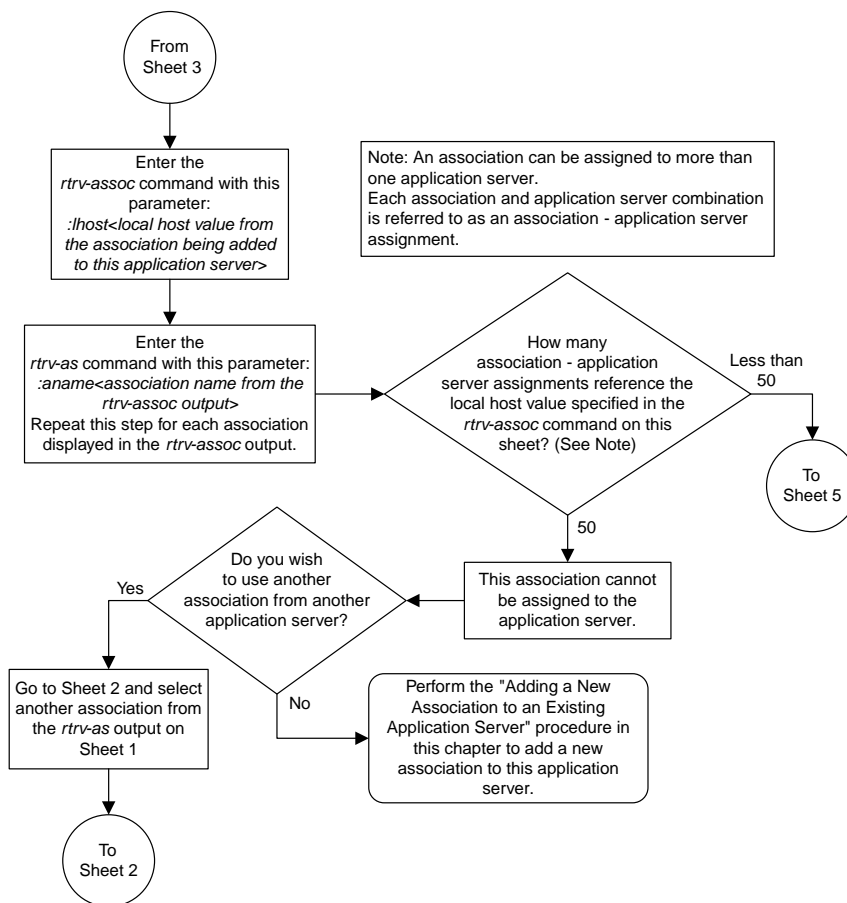 From
Sheet 3
Enter the
rtrv-assoc command with this
parameter:
:lhost<local host value from
the association being added
to this application server>
Note: An association can be assigned to more than
one application server.
Each association and application server combination
is referred to as an association - application server
assignment.
Enter the
rtrv-as command with this parameter:
:aname<association name from the
rtrv-assoc output>
Repeat this step for each association
displayed in the rtrv-assoc output.
How many
association - application
server assignments reference the
local host value specified in the
rtrv-assoc command on this
sheet? (See Note)
Less than
50
To
Sheet 5
50
This association cannot
be assigned to the
application server.
Do you wish
to use another
association from another
application server?
Yes
Go to Sheet 2 and select
another association from
the rtrv-as output on
Sheet 1
No
Perform the "Adding a New
Association to an Existing
Application Server" procedure in
this chapter to add a new
association to this application
server.
To
Sheet 2